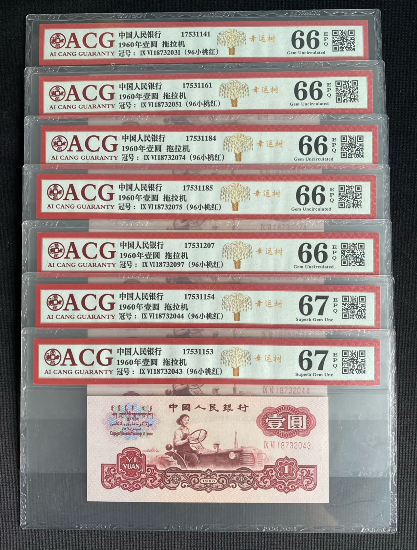 ACG
AI CANG GUARANTY
中国人民银行 17531141
1960年壹圆 拖拉机
冠号：IX VI18732031 (96小桃红)
幸运树
66 EPQ
Gem Uncirculated
ACG
AI CANG GUARANTY
中国人民银行 17531161
1960年壹圆 拖拉机
冠号：IX VI18732051 (96小桃红)
幸运树
66 EPQ
Gem Uncirculated
ACG
AI CANG GUARANTY
中国人民银行 17531184
1960年壹圆 拖拉机
冠号：IX VI18732074 (96小桃红)
幸运树
66 EPQ
Gem Uncirculated
ACG
AI CANG GUARANTY
中国人民银行 17531185
1960年壹圆 拖拉机
冠号：IX VI18732075 (96小桃红)
幸运树
66 EPQ
Gem Uncirculated
ACG
AI CANG GUARANTY
中国人民银行 17531207
1960年壹圆 拖拉机
冠号：IX VI18732097 (96小桃红)
幸运树
66 EPQ
Gem Uncirculated
ACG
AI CANG GUARANTY
中国人民银行 17531154
1960年壹圆 拖拉机
冠号：IX VI18732044 (96小桃红)
幸运树
67 EPQ
Superb Gem Unc
ACG
AI CANG GUARANTY
中国人民银行 17531153
1960年壹圆 拖拉机
冠号：IX VI18732043 (96小桃红)
幸运树
67 EPQ
Superb Gem Unc
IX VI 18732044
中国人民银行
壹圆
IX VI 18732043
YI YUAN
1960
1